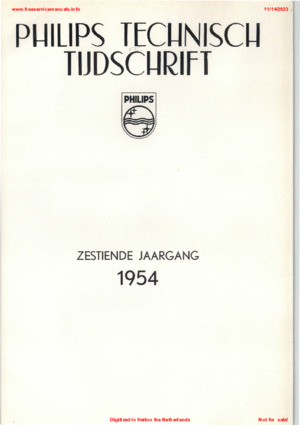 www.freeservicemanuals.info 11/14/2023
PHILIPS TECHNISCH
TIJDSCHRIFT
PHILIPS
ZESTIENDE JAARGANG
1954
Digitized in Heiloo the Netherlands Not for sale!